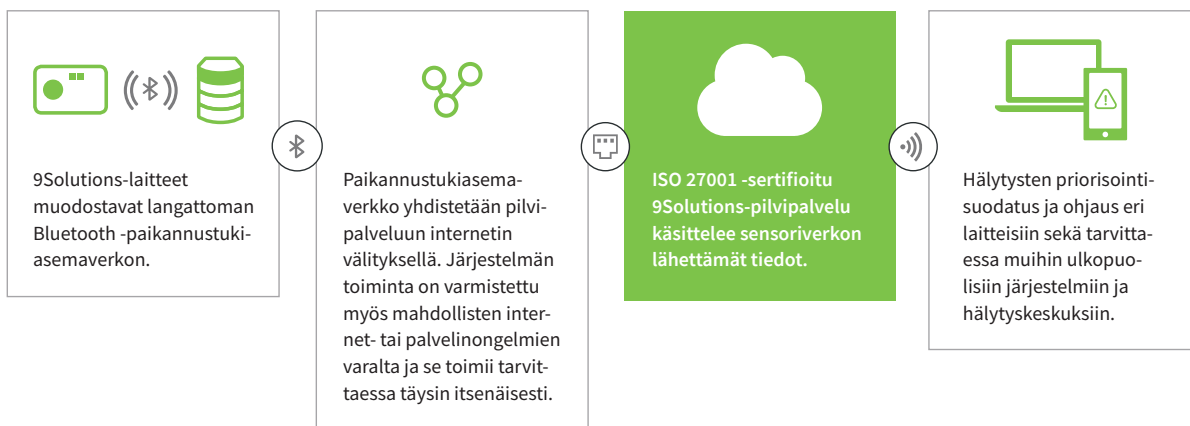 9Solutions-laitteet
muodostavat langattoman
Bluetooth -paikannustuki-
asemaverkon.
Paikannustukiasema-
verkko yhdistetään pilvi-
palveluun internetin
välityksellä. Järjestelmän
toiminta on varmistettu
myös mahdollisten inter-
net- tai palvelinongelmien
varalta ja se toimii tarvit-
taessa täysin itsenäisesti.
ISO 27001 -sertifioitu
9Solutions-pilvipalvelu
käsittelee sensoriverkon
lähettämät tiedot.
Hälytysten priorisointi-
suodatus ja ohjaus eri
laitteisiin sekä tarvitta-
essa muihin ulkopuo-
lisiin järjestelmiin ja
hälytyskeskuksiin.